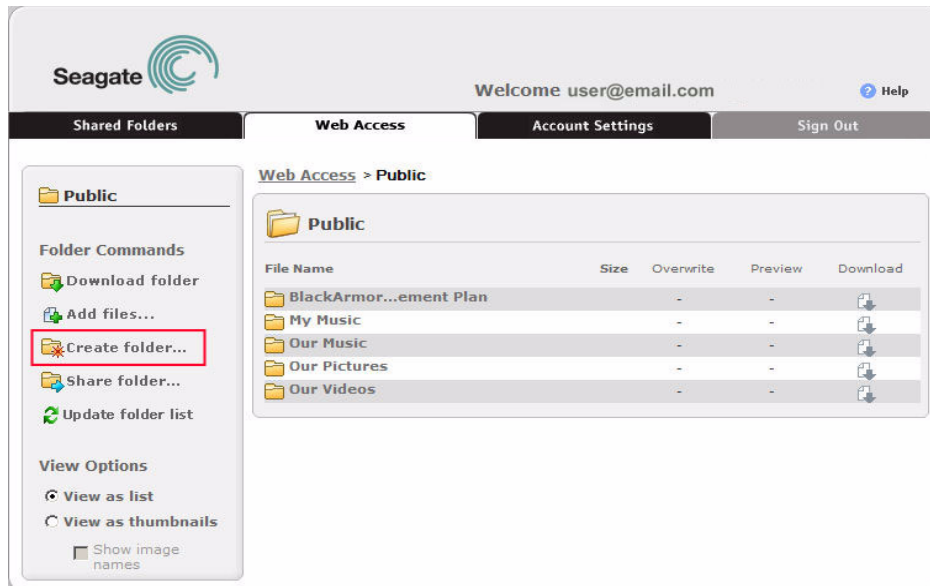 Seagate
Welcome user@email.com
Help
Shared Folders
Web Access
Account Settings
Sign Out
Public
Folder Commands
Download folder
Add files...
Create folder...
Share folder...
Update folder list
View Options
View as list
View as thumbnails
Show image
names
Web Access > Public
Public
File Name Size Overwrite Preview Download
BlackArmor...ement Plan - -
My Music - -
Our Music - -
Our Pictures - -
Our Videos - -